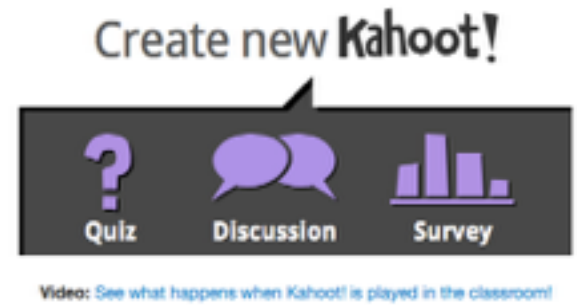 Create new Kahoot!
Quiz Discussion Survey
Video: See what happens when Kahoot! is played in the classroom!